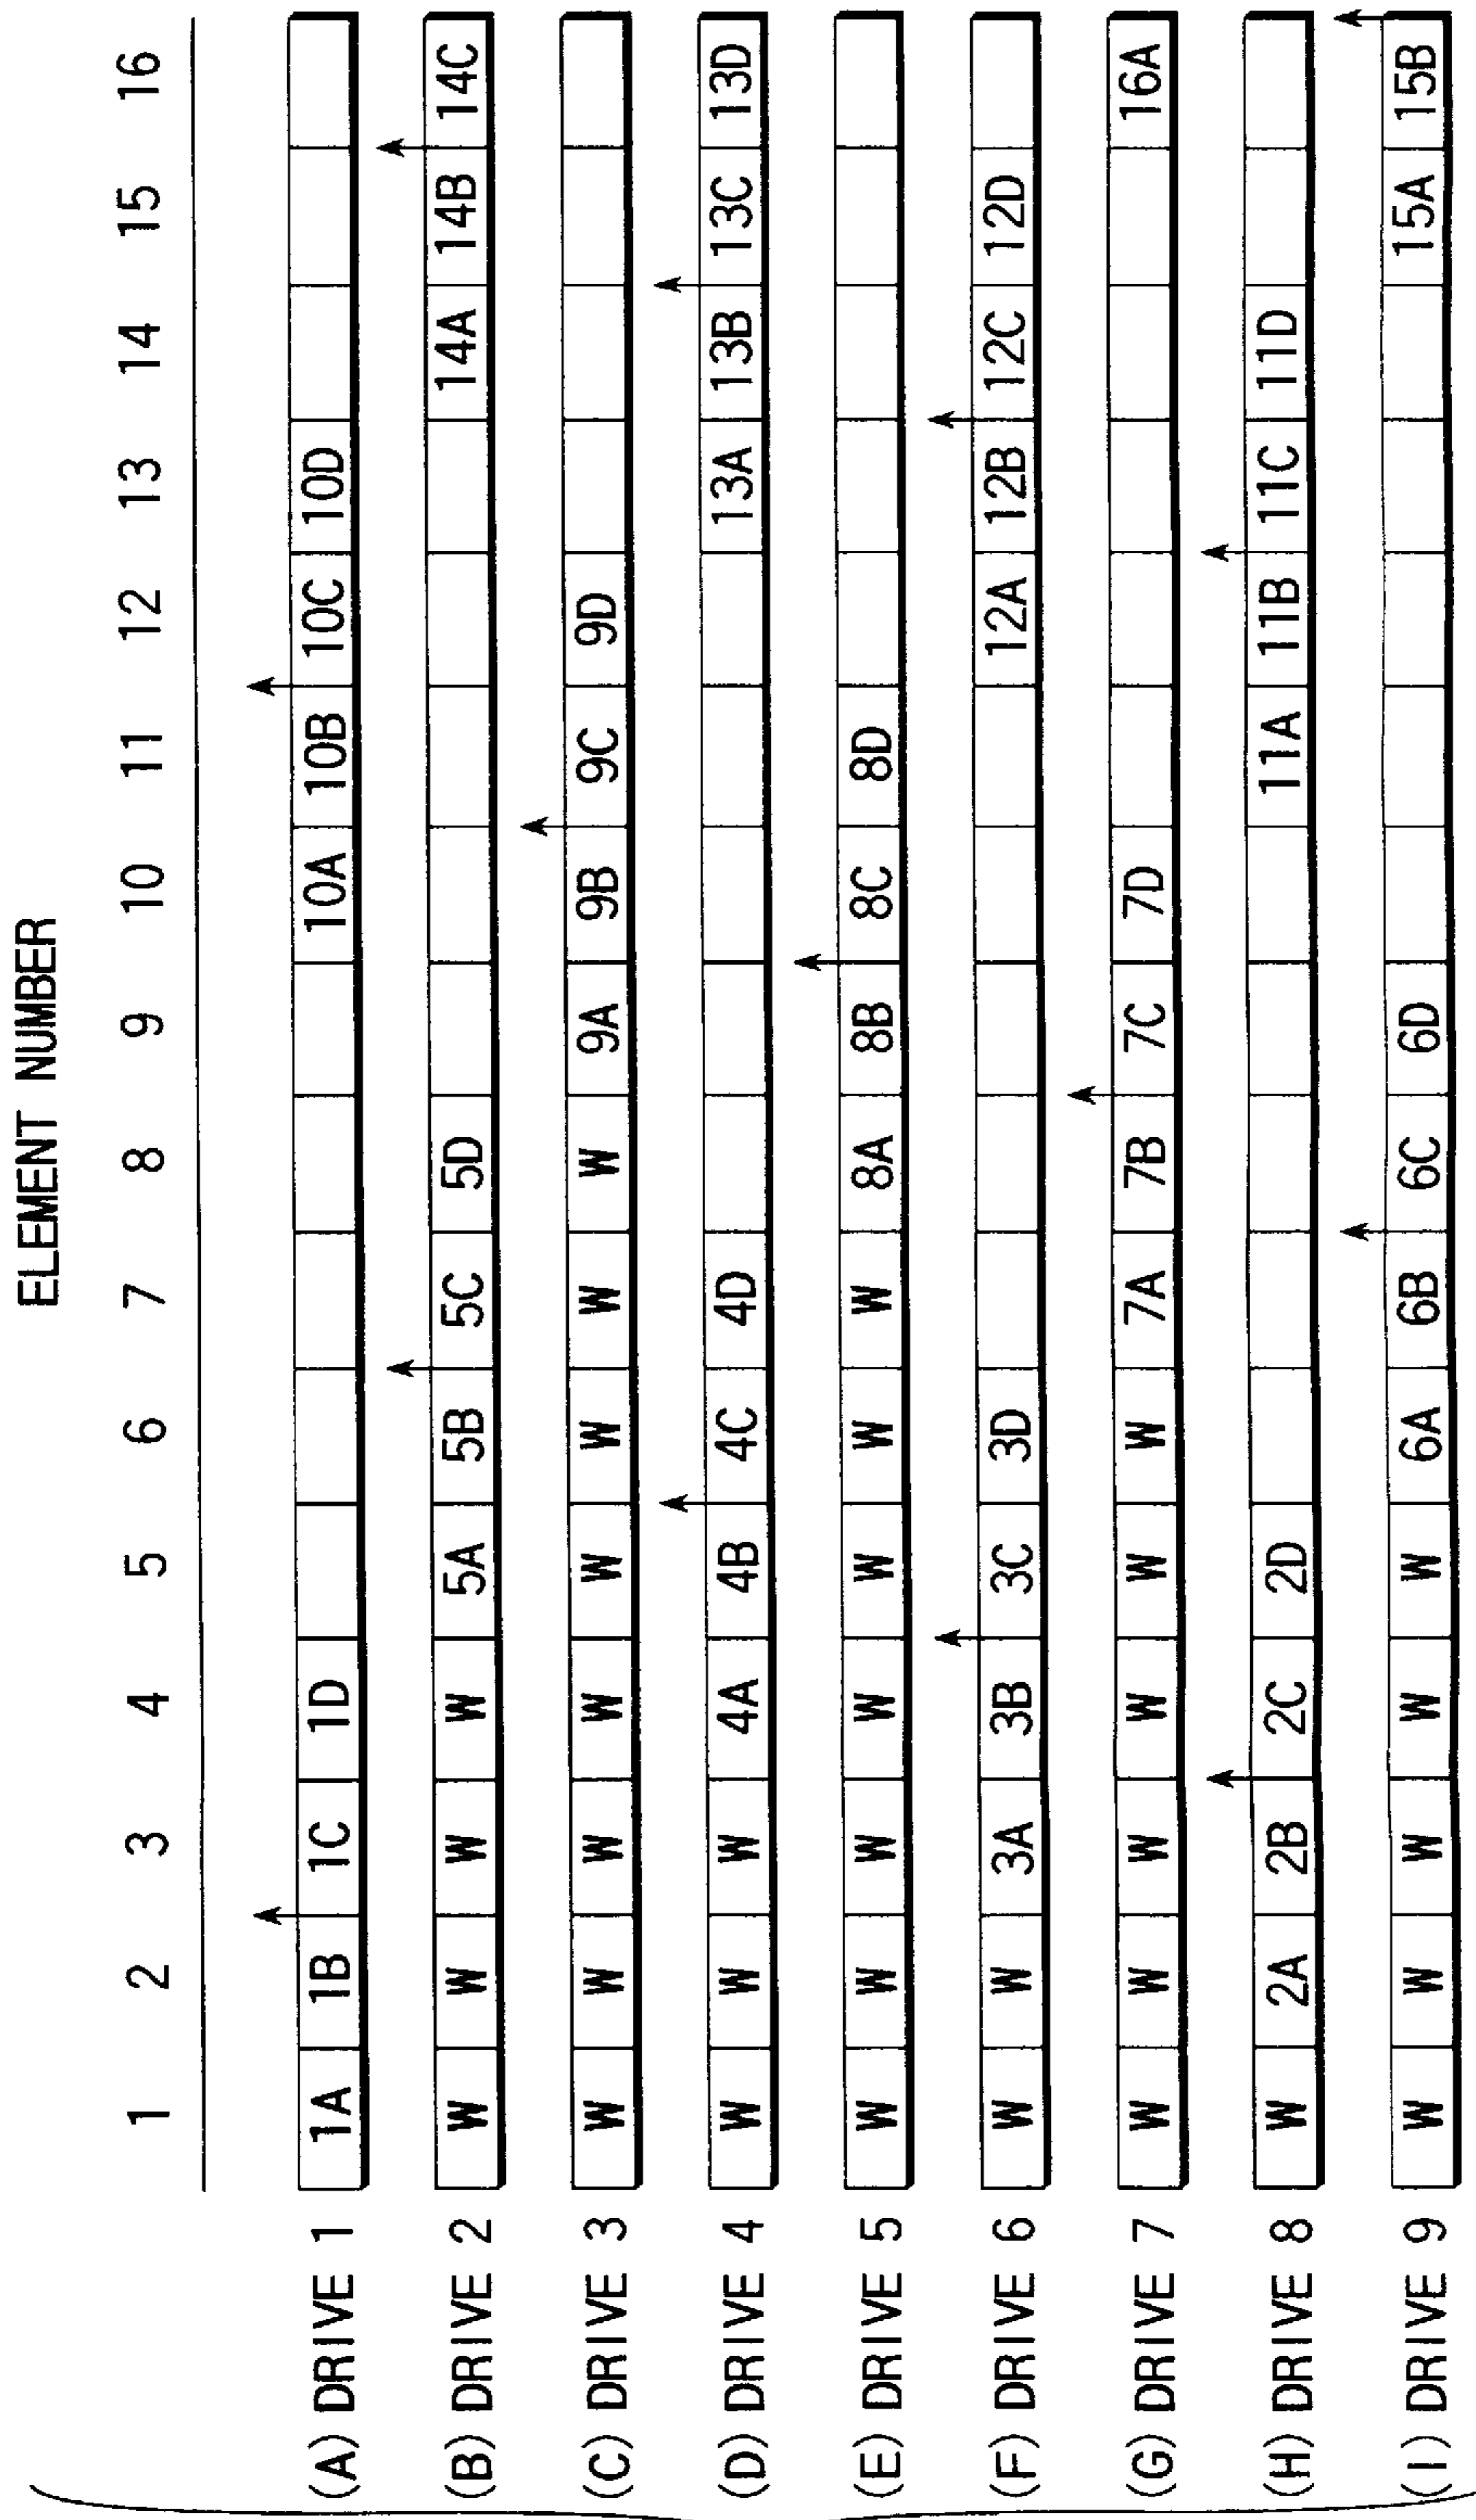 ELEMENT NUMBER
1 2 3 4 5 6 7 8 9 10 11 12 13 14 15 16
(A) DRIVE 1 1A 1B 1C 1D 10A 10B 10C 10D
(B) DRIVE 2 W W W W 5A 5B 5C 5D 14A 14B 14C
(C) DRIVE 3 W W W W W W W W 9A 9B 9C 9D
(D) DRIVE 4 W W W 4A 4B 4C 4D 13A 13B 13C 13D
(E) DRIVE 5 W W W W W W W 8A 8B 8C 8D
(F) DRIVE 6 W W 3A 3B 3C 3D 12A 12B 12C 12D
(G) DRIVE 7 W W W W W W 7A 7B 7C 7D 16A
(H) DRIVE 8 W 2A 2B 2C 2D 11A 11B 11C 11D
(I) DRIVE 9 W W W W W 6A 6B 6C 6D 15A 15B